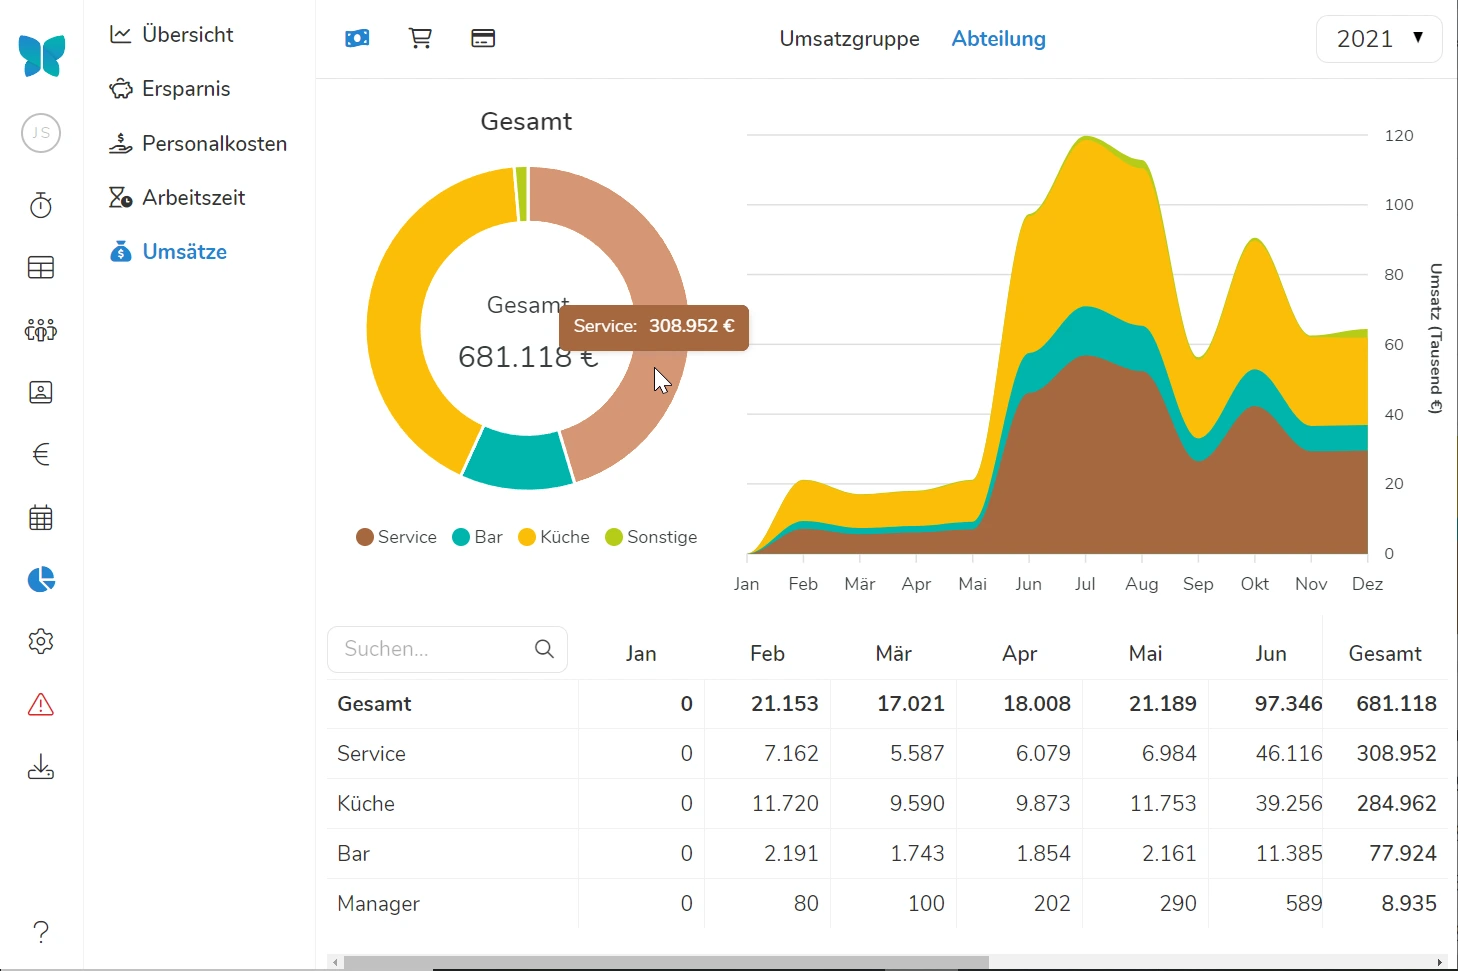 JS
Übersicht
Ersparnis
Personalkosten
Arbeitszeit
Umsätze
Umsatzgruppe Abteilung 2021
Gesamt
Gesamt
Service: 308.952 €
681.118 €
Service Bar Küche Sonstige
120
100
80
60
40
20
0
Umsatz (Tausend €)
Jan Feb Mär Apr Mai Jun Jul Aug Sep Okt Nov Dez
Suchen... Jan Feb Mär Apr Mai Jun Gesamt
Gesamt 0 21.153 17.021 18.008 21.189 97.346 681.118
Service 0 7.162 5.587 6.079 6.984 46.116 308.952
Küche 0 11.720 9.590 9.873 11.753 39.256 284.962
Bar 0 2.191 1.743 1.854 2.161 11.385 77.924
Manager 0 80 100 202 290 589 8.935